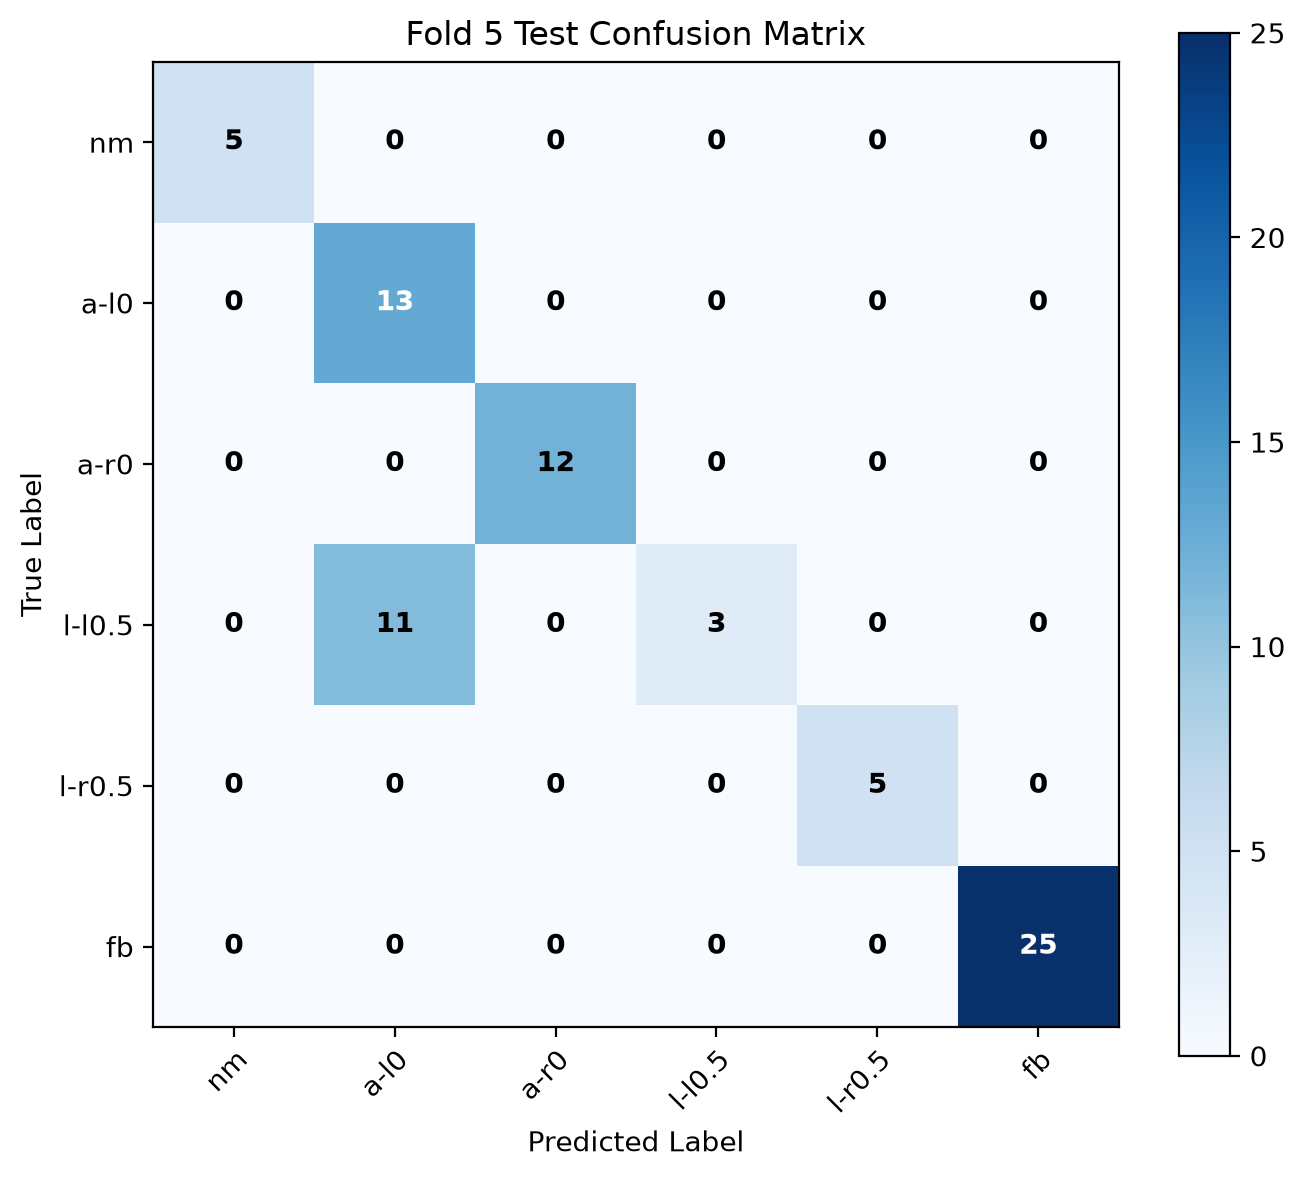 Fold 5 Test Confusion Matrix
nm 5 0 0 0 0 0
a-l0 0 13 0 0 0 0
a-r0 0 0 12 0 0 0
l-l0.5 0 11 0 3 0 0
l-r0.5 0 0 0 0 5 0
fb 0 0 0 0 0 25
nm a-l0 a-r0 l-l0.5 l-r0.5 fb
Predicted Label
True Label
25
20
15
10
5
0